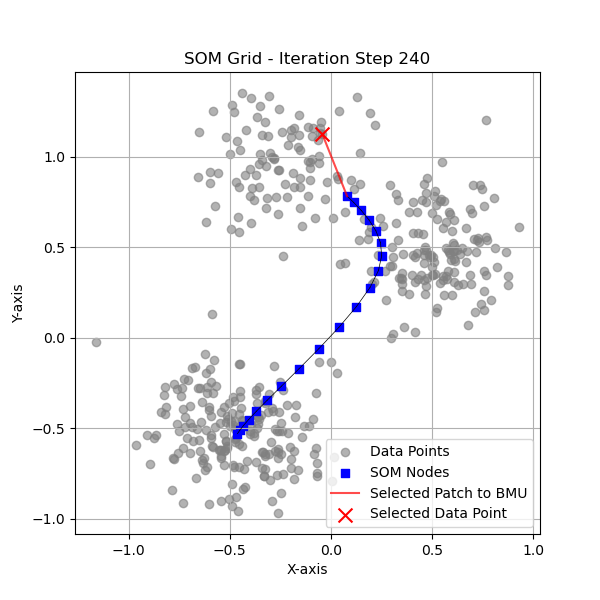 SOM Grid - Iteration Step 240
Y-axis
1.0
0.5
0.0
−0.5
−1.0
Data Points
SOM Nodes
Selected Patch to BMU
Selected Data Point
−1.0 −0.5 0.0 0.5 1.0
X-axis